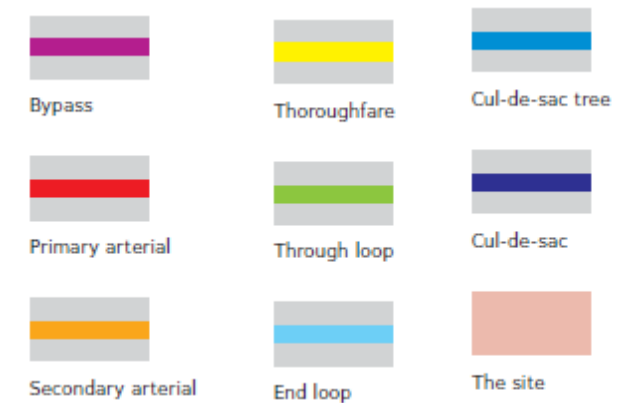 Bypass
Thoroughfare
Cul-de-sac tree
Primary arterial
Through loop
Cul-de-sac
Secondary arterial
End loop
The site